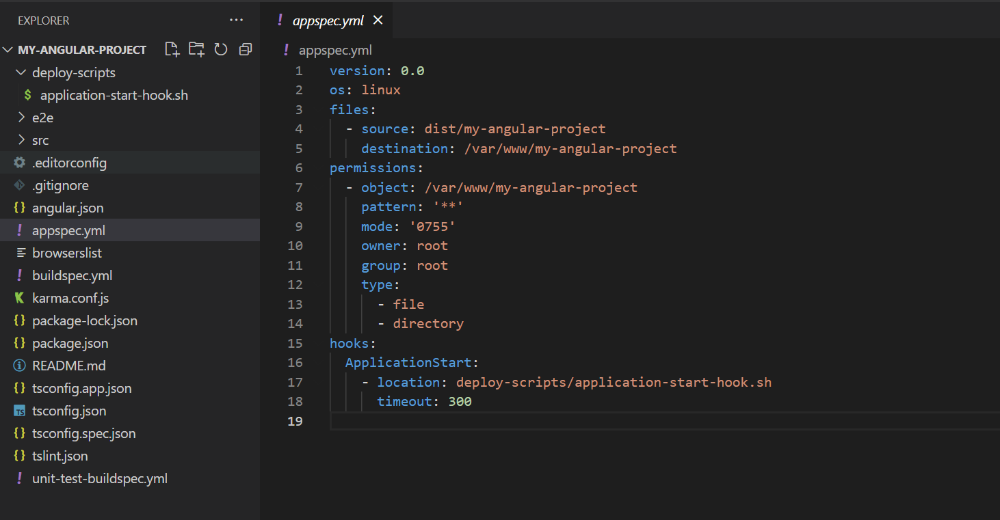 EXPLORER
MY-ANGULAR-PROJECT
deploy-scripts
$ application-start-hook.sh
e2e
src
.editorconfig
.gitignore
{} angular.json
! appspec.yml
browserslist
! buildspec.yml
K karma.conf.js
{} package-lock.json
{} package.json
README.md
{} tsconfig.app.json
TS tsconfig.json
{} tsconfig.spec.json
{} tslint.json
! unit-test-buildspec.yml
! appspec.yml
! appspec.yml
1 version: 0.0
2 os: linux
3 files:
4   - source: dist/my-angular-project
5     destination: /var/www/my-angular-project
6 permissions:
7   - object: /var/www/my-angular-project
8     pattern: '**'
9     mode: '0755'
10     owner: root
11     group: root
12     type:
13       - file
14       - directory
15 hooks:
16   ApplicationStart:
17     - location: deploy-scripts/application-start-hook.sh
18       timeout: 300
19